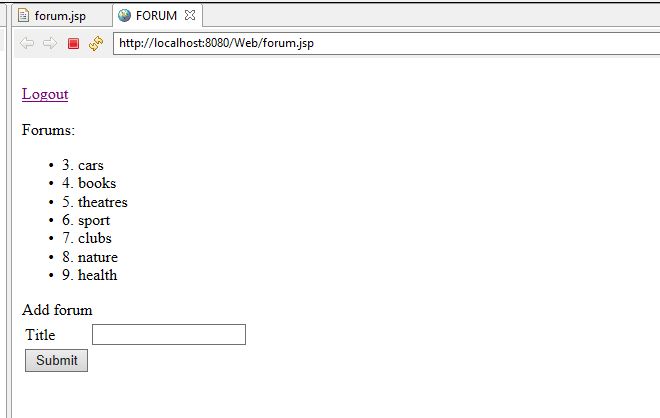 forum.jsp FORUM
http://localhost:8080/Web/forum.jsp
Logout
Forums:
• 3. cars
• 4. books
• 5. theatres
• 6. sport
• 7. clubs
• 8. nature
• 9. health
Add forum
Title
Submit